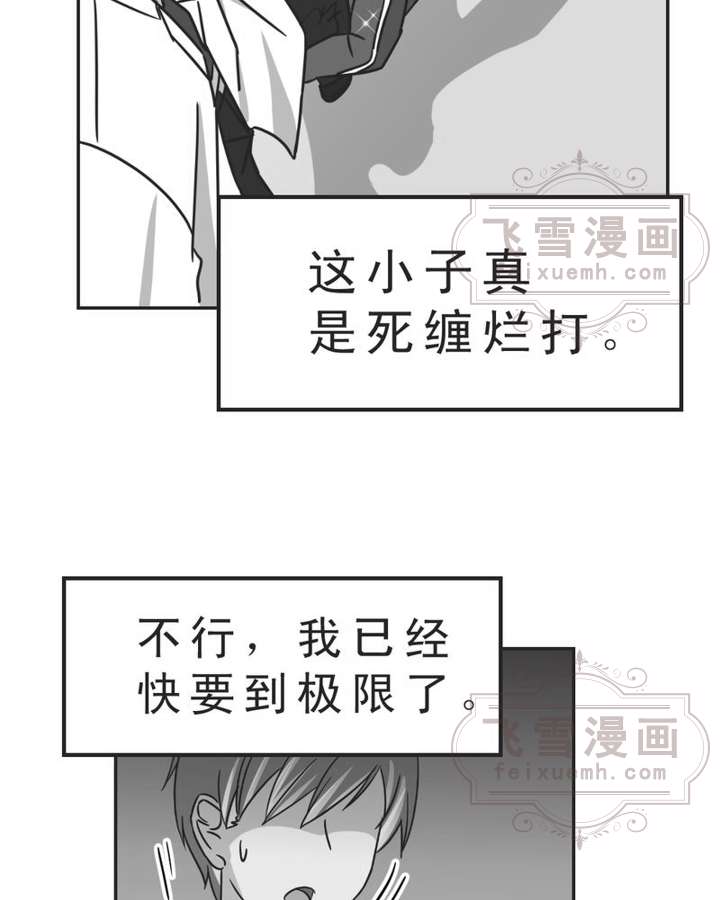 这小子真
是死缠烂打。
飞雪漫画
feixuemh.com
不行，我已经
快要到极限了。
飞雪漫画
feixuemh.com